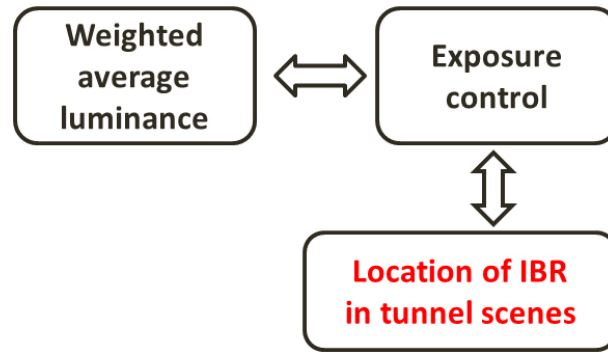 Weighted
average
luminance
Exposure
control
Location of IBR
in tunnel scenes